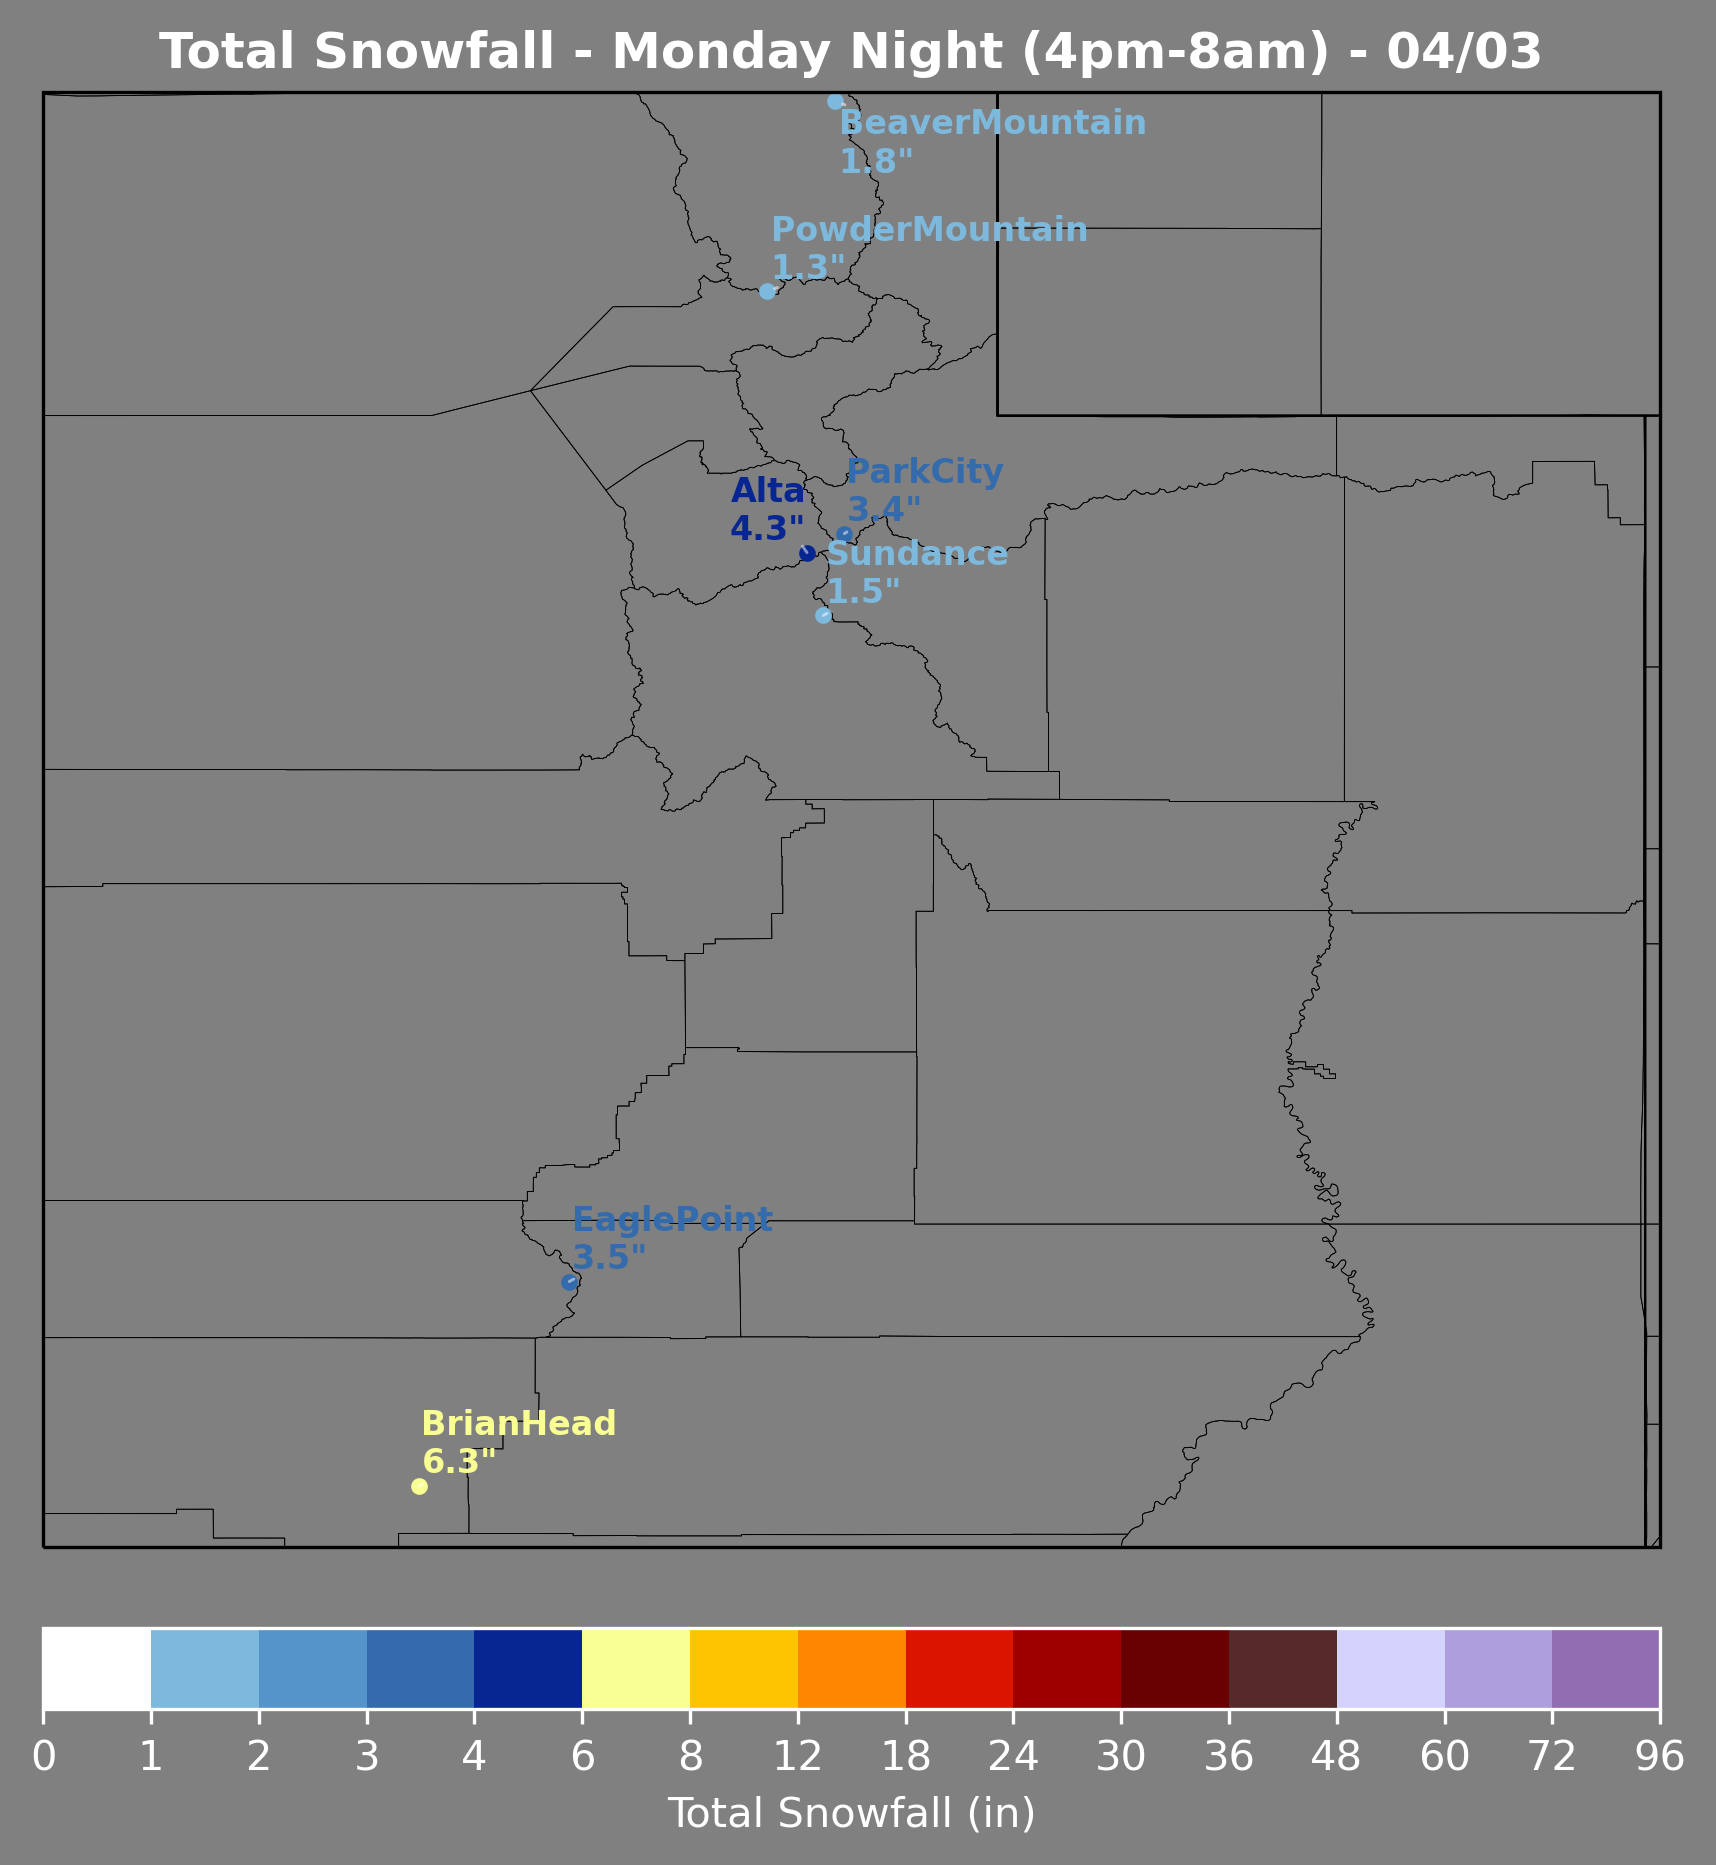 Total Snowfall - Monday Night (4pm-8am) - 04/03
BeaverMountain
1.8"
PowderMountain
1.3"
ParkCity
3.4"
Alta
4.3"
Sundance
1.5"
EaglePoint
3.5"
BrianHead
6.3"
0 1 2 3 4 6 8 12 18 24 30 36 48 60 72 96
Total Snowfall (in)